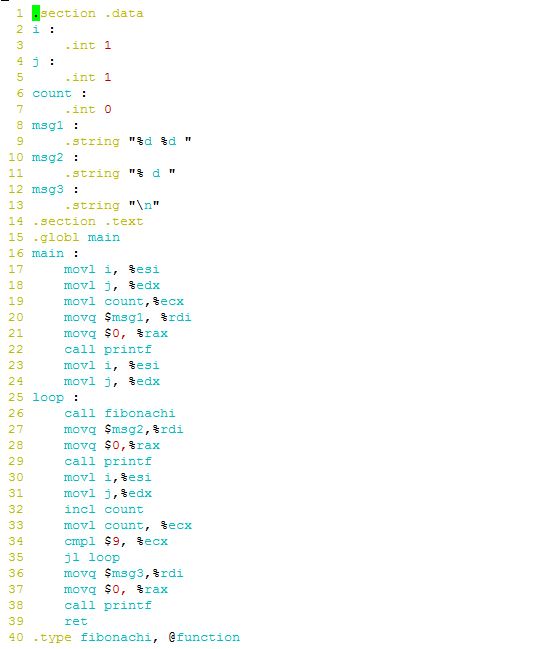 1 .section .data
2 i :
3 .int 1
4 j :
5 .int 1
6 count :
7 .int 0
8 msg1 :
9 .string "%d %d "
10 msg2 :
11 .string "% d "
12 msg3 :
13 .string "\n"
14 .section .text
15 .globl main
16 main :
17 movl i, %esi
18 movl j, %edx
19 movl count,%ecx
20 movq $msg1, %rdi
21 movq $0, %rax
22 call printf
23 movl i, %esi
24 movl j, %edx
25 loop :
26 call fibonachi
27 movq $msg2,%rdi
28 movq $0,%rax
29 call printf
30 movl i,%esi
31 movl j,%edx
32 incl count
33 movl count, %ecx
34 cmpl $9, %ecx
35 jl loop
36 movq $msg3,%rdi
37 movq $0, %rax
38 call printf
39 ret
40 .type fibonachi, @function